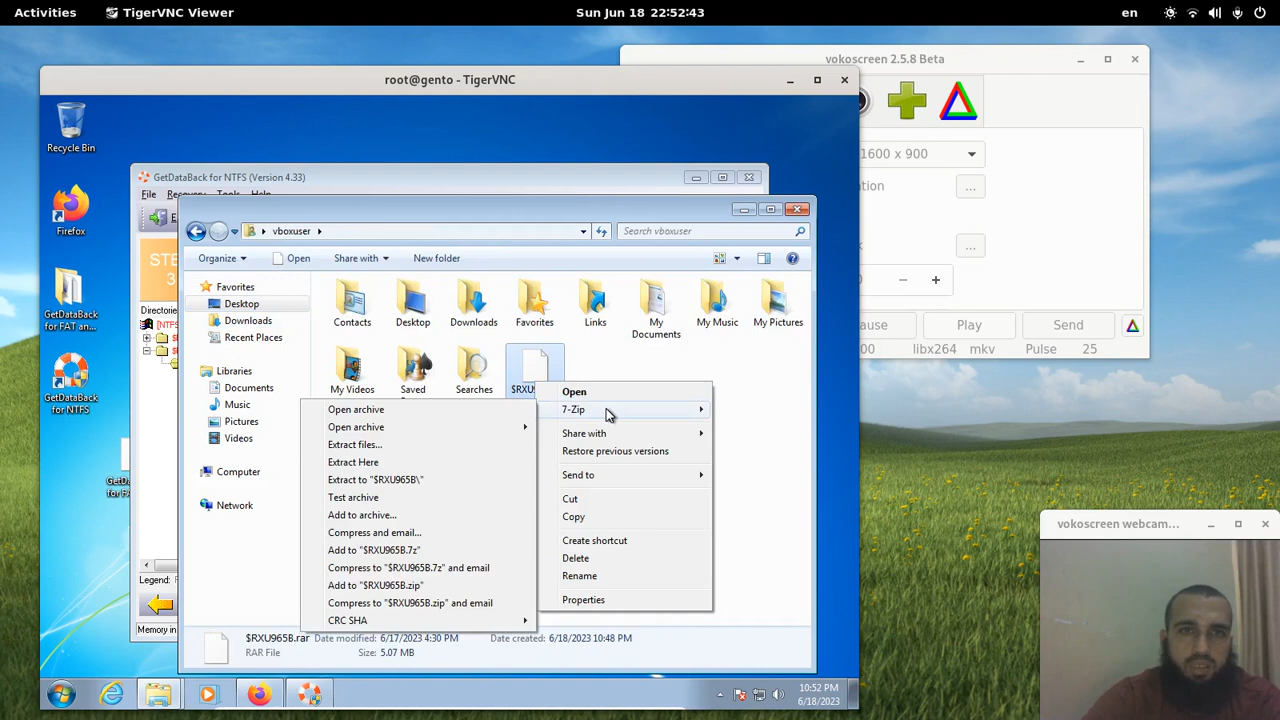 Activities
TigerVNC Viewer
Sun Jun 18 22:52:43
en
vokoscreen 2.5.8 Beta
root@gento - TigerVNC
Recycle Bin
GetDataBack for NTFS (Version 4.33)
File Recovery Tools Help
1600 x 900
STE
3
vboxuser
Search vboxuser
Firefox
Organize
Open
Share with
New folder
Favorites
Desktop
Downloads
Recent Places
Libraries
Documents
Music
Pictures
Videos
Computer
Network
Contacts
Desktop
Downloads
Favorites
Links
My Documents
My Music
My Pictures
GetDataBack for FAT an...
Directories
[NTFS
My Videos
Saved
Searches
GetDataBack for NTFS
Play
Send
libx264
mkv
Pulse
25
Open
7-Zip
Share with
Restore previous versions
Send to
Cut
Copy
Create shortcut
Delete
Rename
Properties
Open archive
Open archive
Extract files...
Extract Here
Extract to "$RXU965B\"
Test archive
Add to archive...
Compress and email...
Add to "$RXU965B.7z"
Compress to "$RXU965B.7z" and email
Add to "$RXU965B.zip"
Compress to "$RXU965B.zip" and email
CRC SHA
Legend:
Memory in
$RXU965B.rar Date modified: 6/17/2023 4:30 PM Date created: 6/18/2023 10:48 PM
RAR File Size: 5.07 MB
10:52 PM
6/18/2023
vokoscreen webcam...